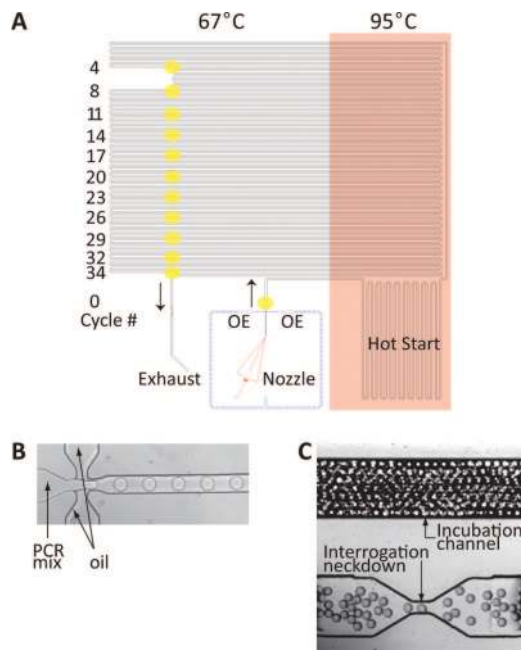 A
67°C
95°C
4
8
11
14
17
20
23
26
29
32
34
0
Cycle #
OE OE
Hot Start
Exhaust
Nozzle
B
PCR
mix
oil
C
Incubation
channel
Interrogation
neckdown